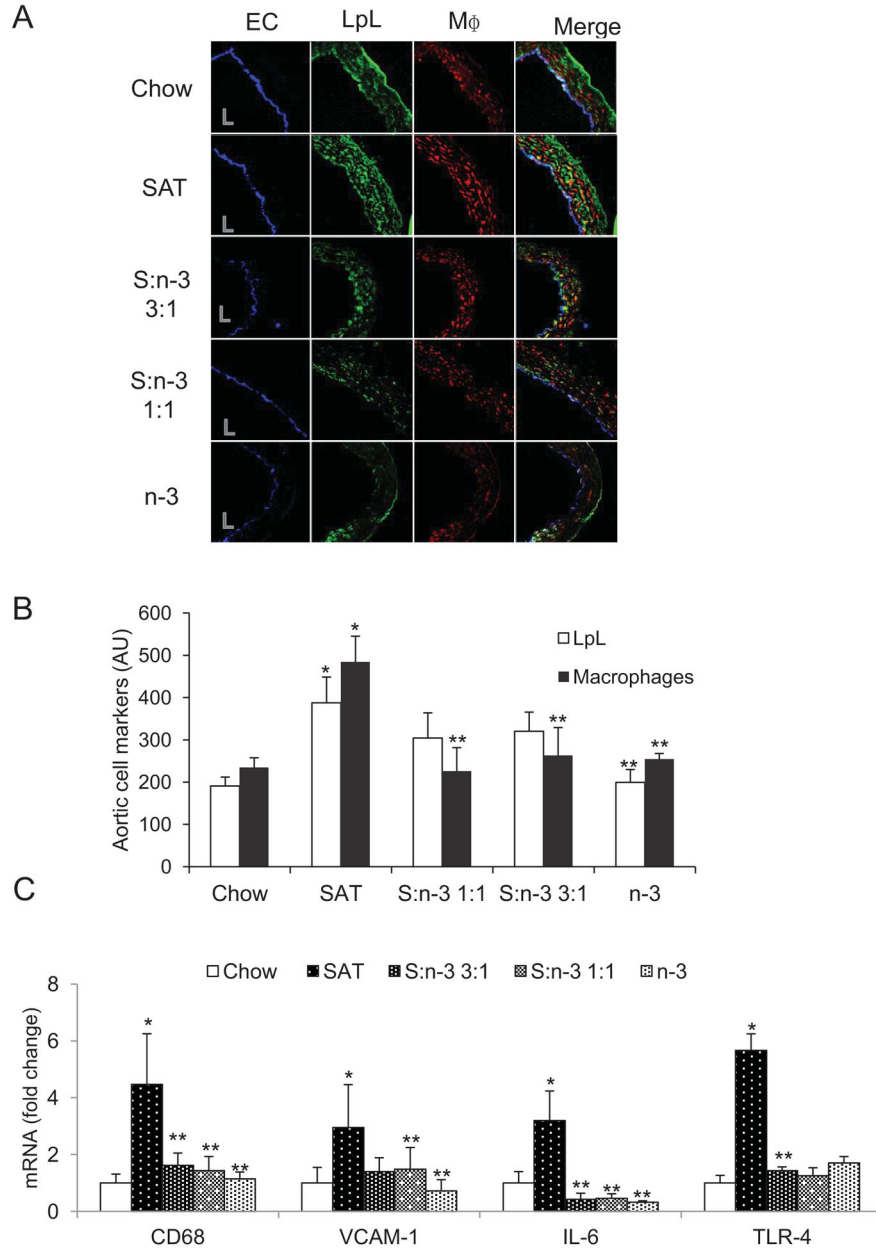 A
EC LpL MΦ Merge
Chow
L
SAT
L
S:n-3
3:1
L
S:n-3
1:1
L
n-3
L
B
600
500
400
300
200
100
0
Aortic cell markers (AU)
LpL
Macrophages
* *
** ** ** **
Chow SAT S:n-3 1:1 S:n-3 3:1 n-3
C
Chow SAT S:n-3 3:1 S:n-3 1:1 n-3
8
6
4
2
0
mRNA (fold change)
* ** ** **
* ** **
* ** ** **
* **
CD68 VCAM-1 IL-6 TLR-4